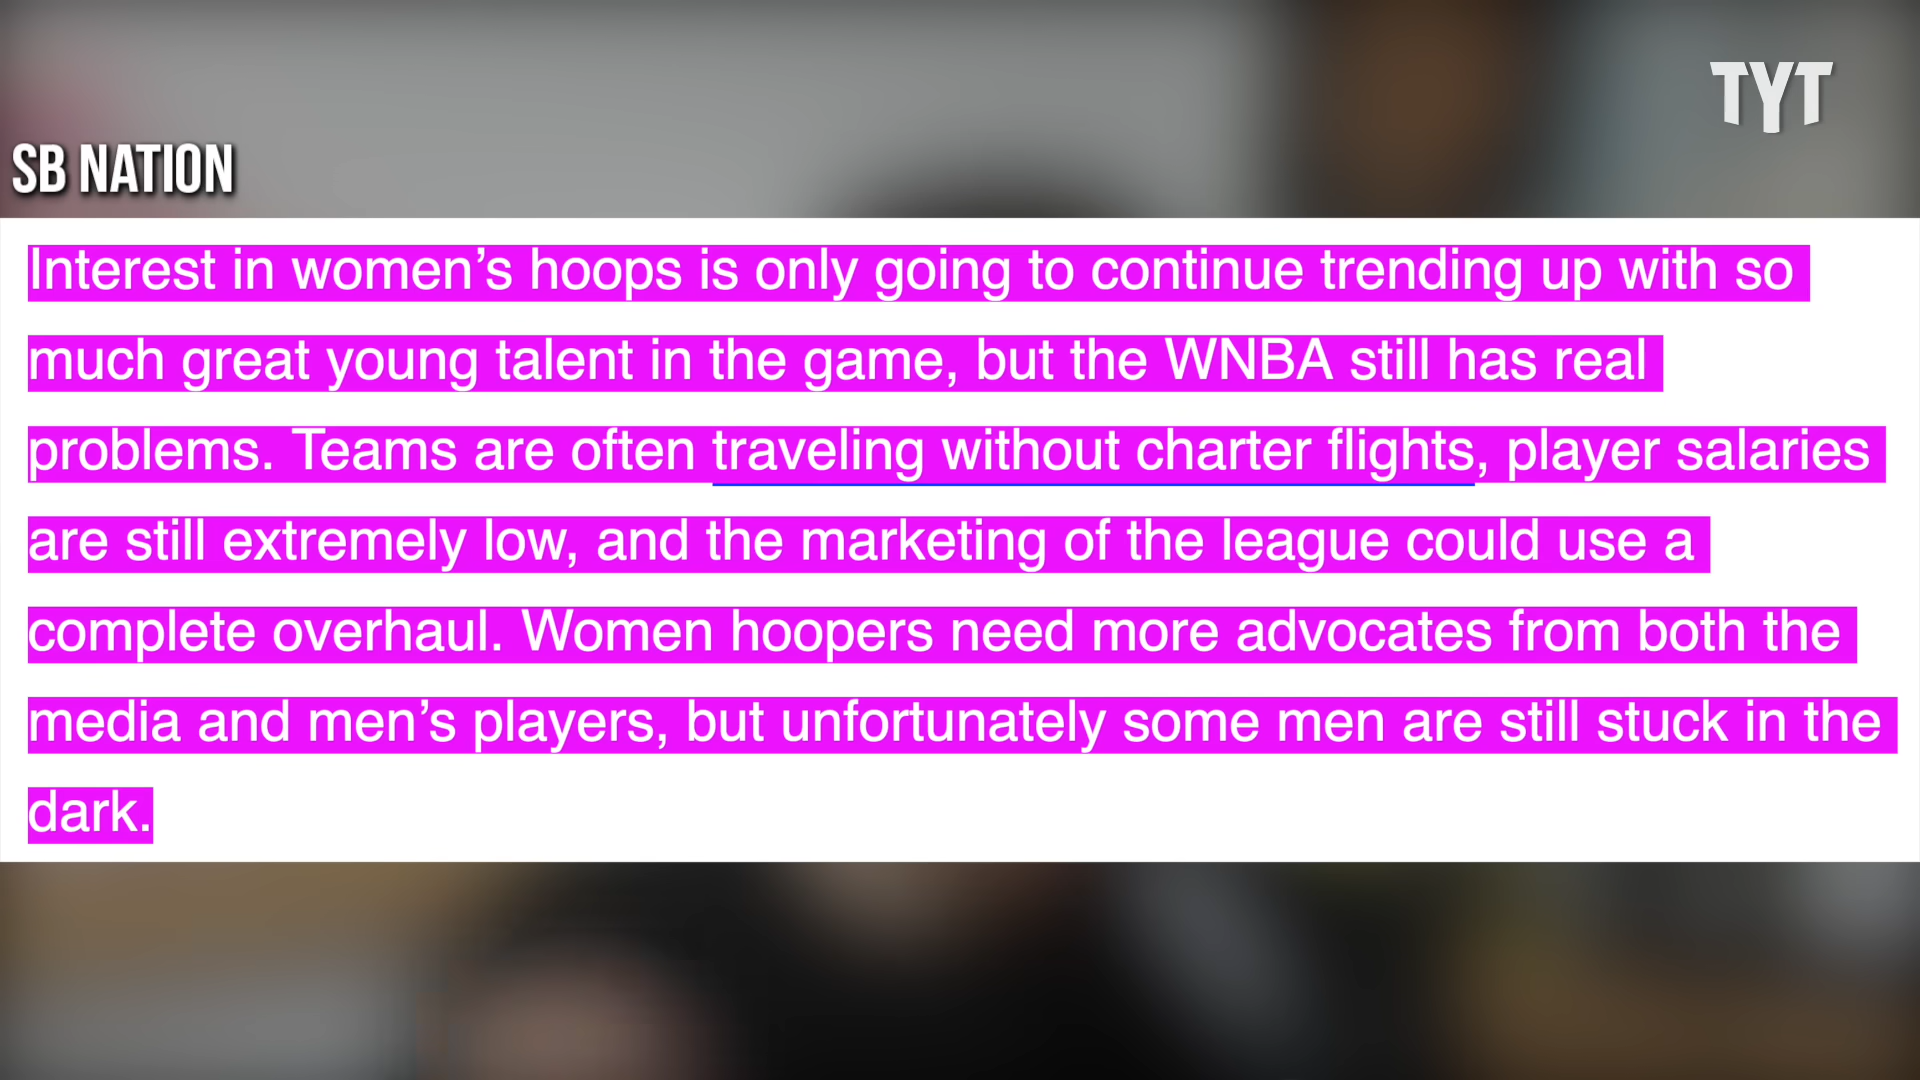 TYT
SB NATION
Interest in women’s hoops is only going to continue trending up with so
much great young talent in the game, but the WNBA still has real
problems. Teams are often traveling without charter flights, player salaries
are still extremely low, and the marketing of the league could use a
complete overhaul. Women hoopers need more advocates from both the
media and men’s players, but unfortunately some men are still stuck in the
dark.